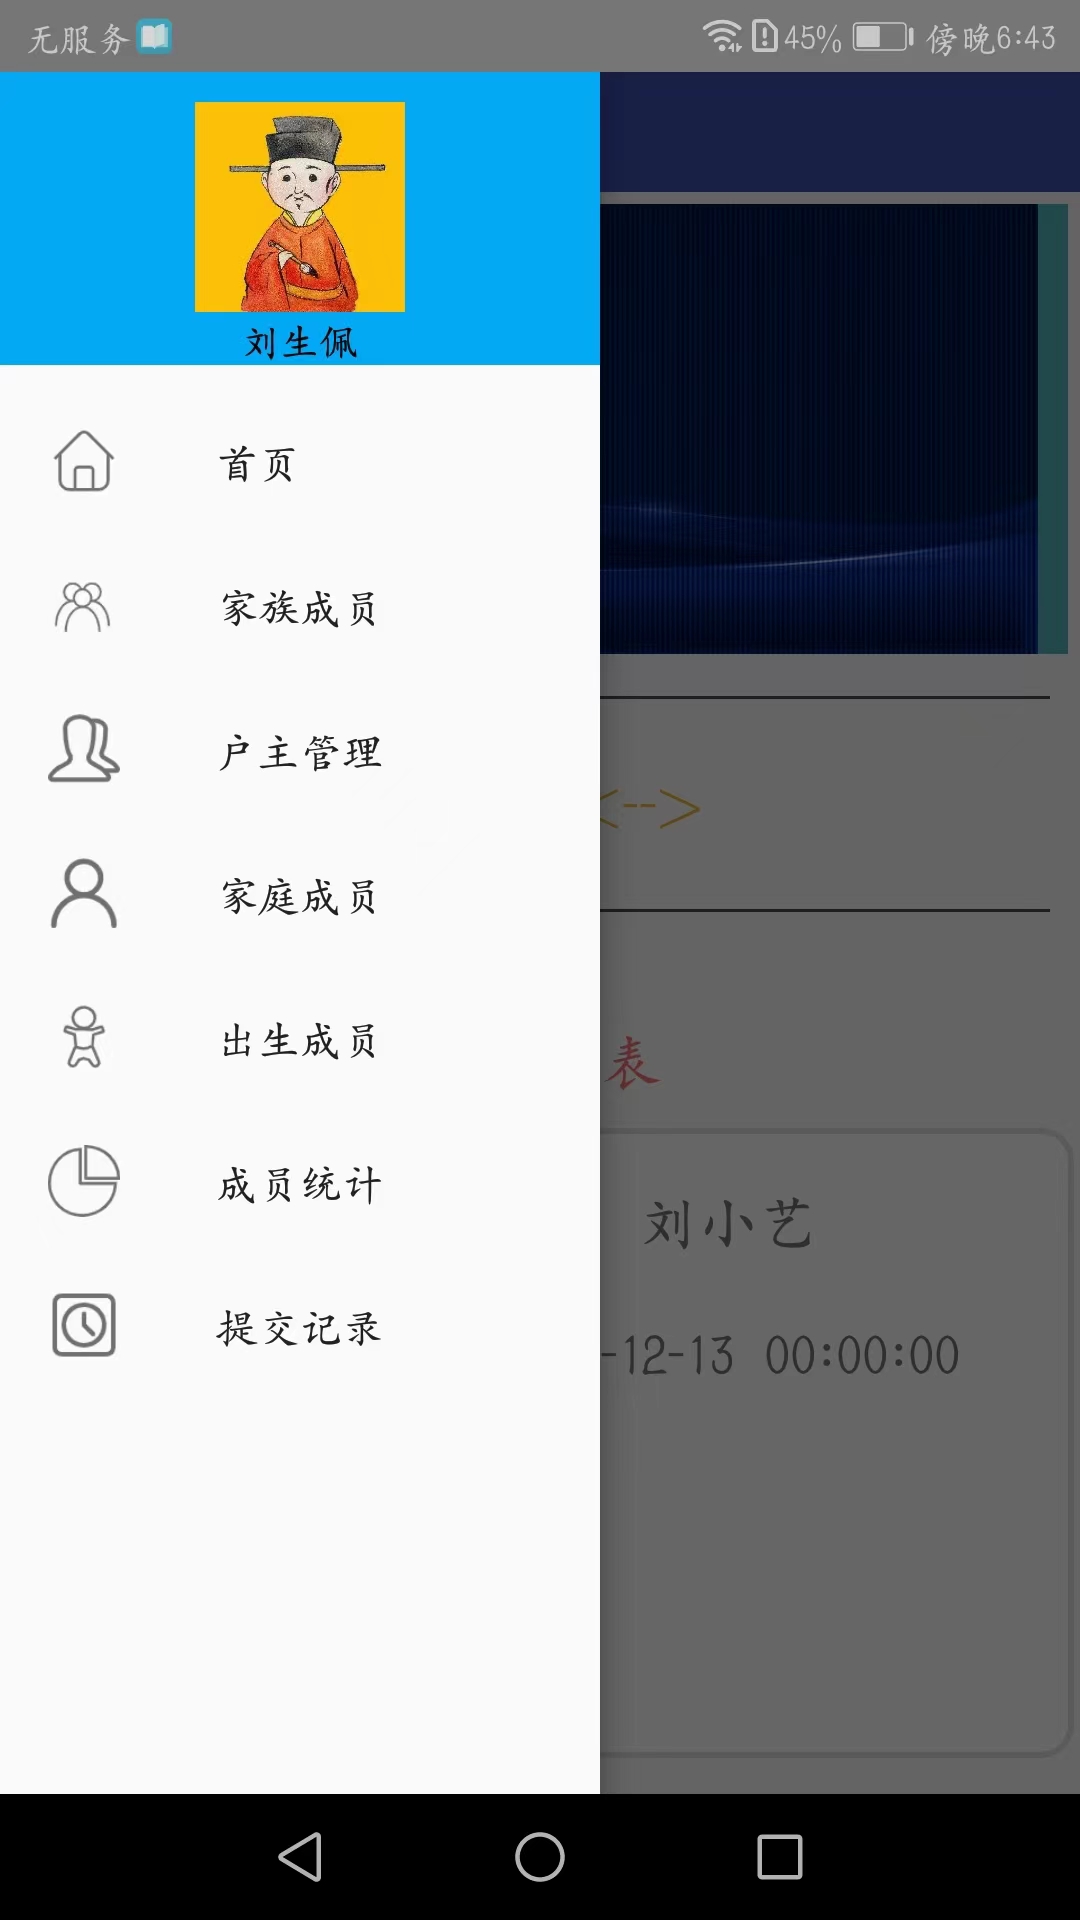 无服务 45% 傍晚6:43
刘生佩
首页
家族成员
户主管理
<-->
家庭成员
出生成员
表
成员统计
刘小艺
提交记录
-12-13 00:00:00